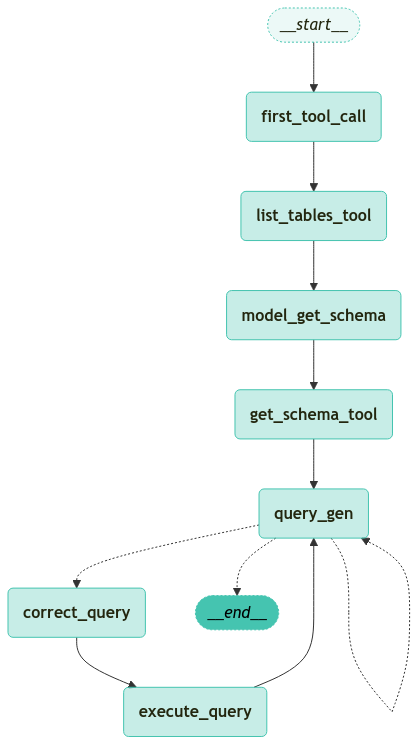 __start__
first_tool_call
list_tables_tool
model_get_schema
get_schema_tool
query_gen
correct_query
__end__
execute_query